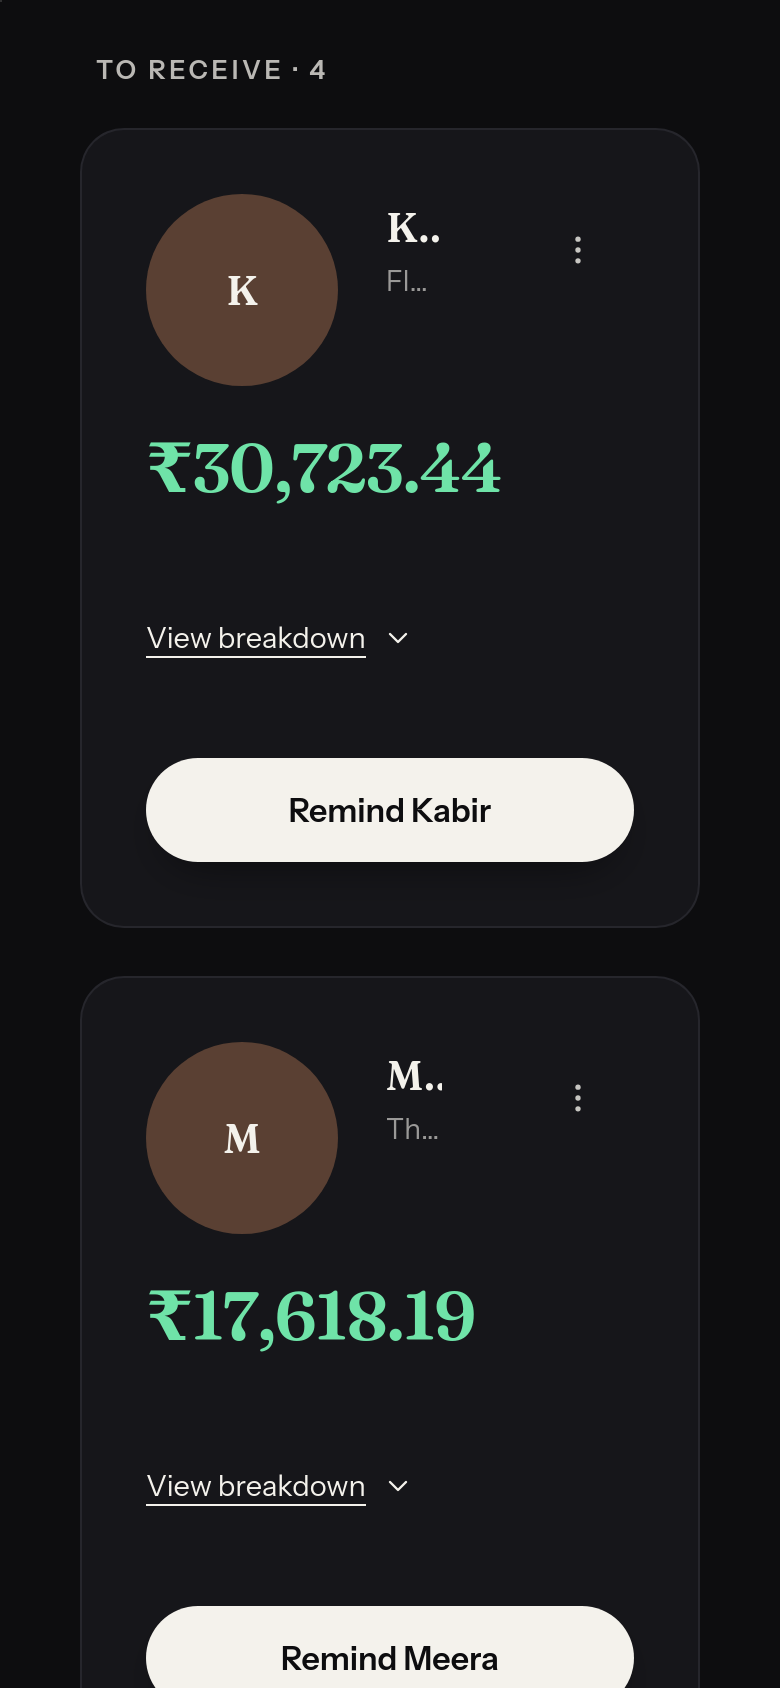 TO RECEIVE · 4
K
K..
Fl...
₹30,723.44
View breakdown
Remind Kabir
M
M..
Th...
₹17,618.19
View breakdown
Remind Meera